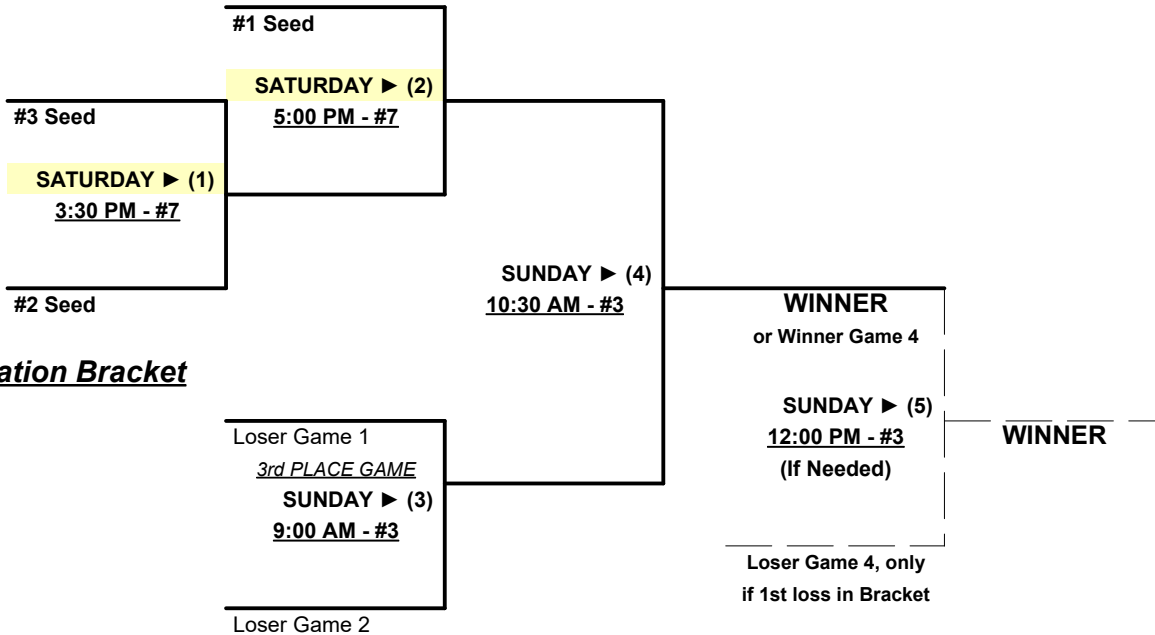 #1 Seed
SATURDAY ► (2)
5:00 PM - #7
#3 Seed
SATURDAY ► (1)
3:30 PM - #7
#2 Seed
SUNDAY ► (4)
10:30 AM - #3
WINNER
or Winner Game 4
SUNDAY ► (5)
12:00 PM - #3
(If Needed)
WINNER
Loser Game 4, only
if 1st loss in Bracket
Bracket
Loser Game 1
3rd PLACE GAME
SUNDAY ► (3)
9:00 AM - #3
Loser Game 2